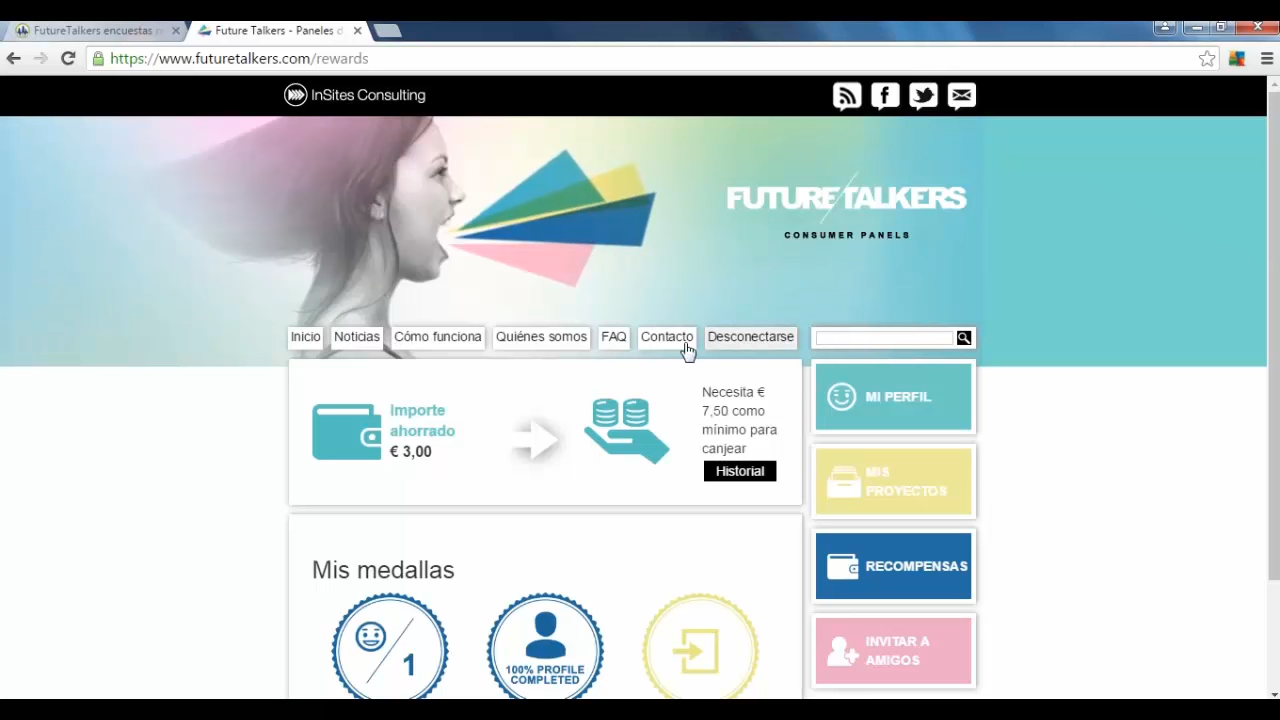 FutureTalkers encuestas
Future Talkers - Paneles d
https://www.futuretalkers.com/rewards
InSites Consulting
FUTURE/TALKERS
CONSUMER PANELS
Inicio Noticias Cómo funciona Quiénes somos FAQ Contacto Desconectarse
Importe
ahorrado
€ 3,00
Necesita €
7,50 como
mínimo para
canjear
Historial
MI PERFIL
MIS
PROYECTOS
RECOMPENSAS
INVITAR A
AMIGOS
Mis medallas
1
100% PROFILE
COMPLETED